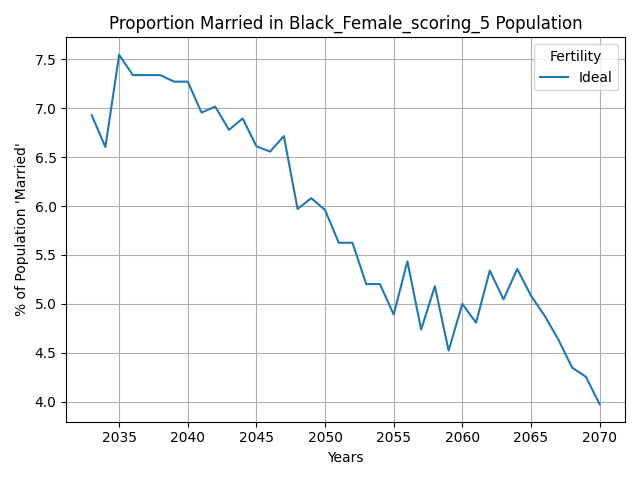 Proportion Married in Black_Female_scoring_5 Population
Fertility
Ideal
% of Population 'Married'
7.5
7.0
6.5
6.0
5.5
5.0
4.5
4.0
2035 2040 2045 2050 2055 2060 2065 2070
Years